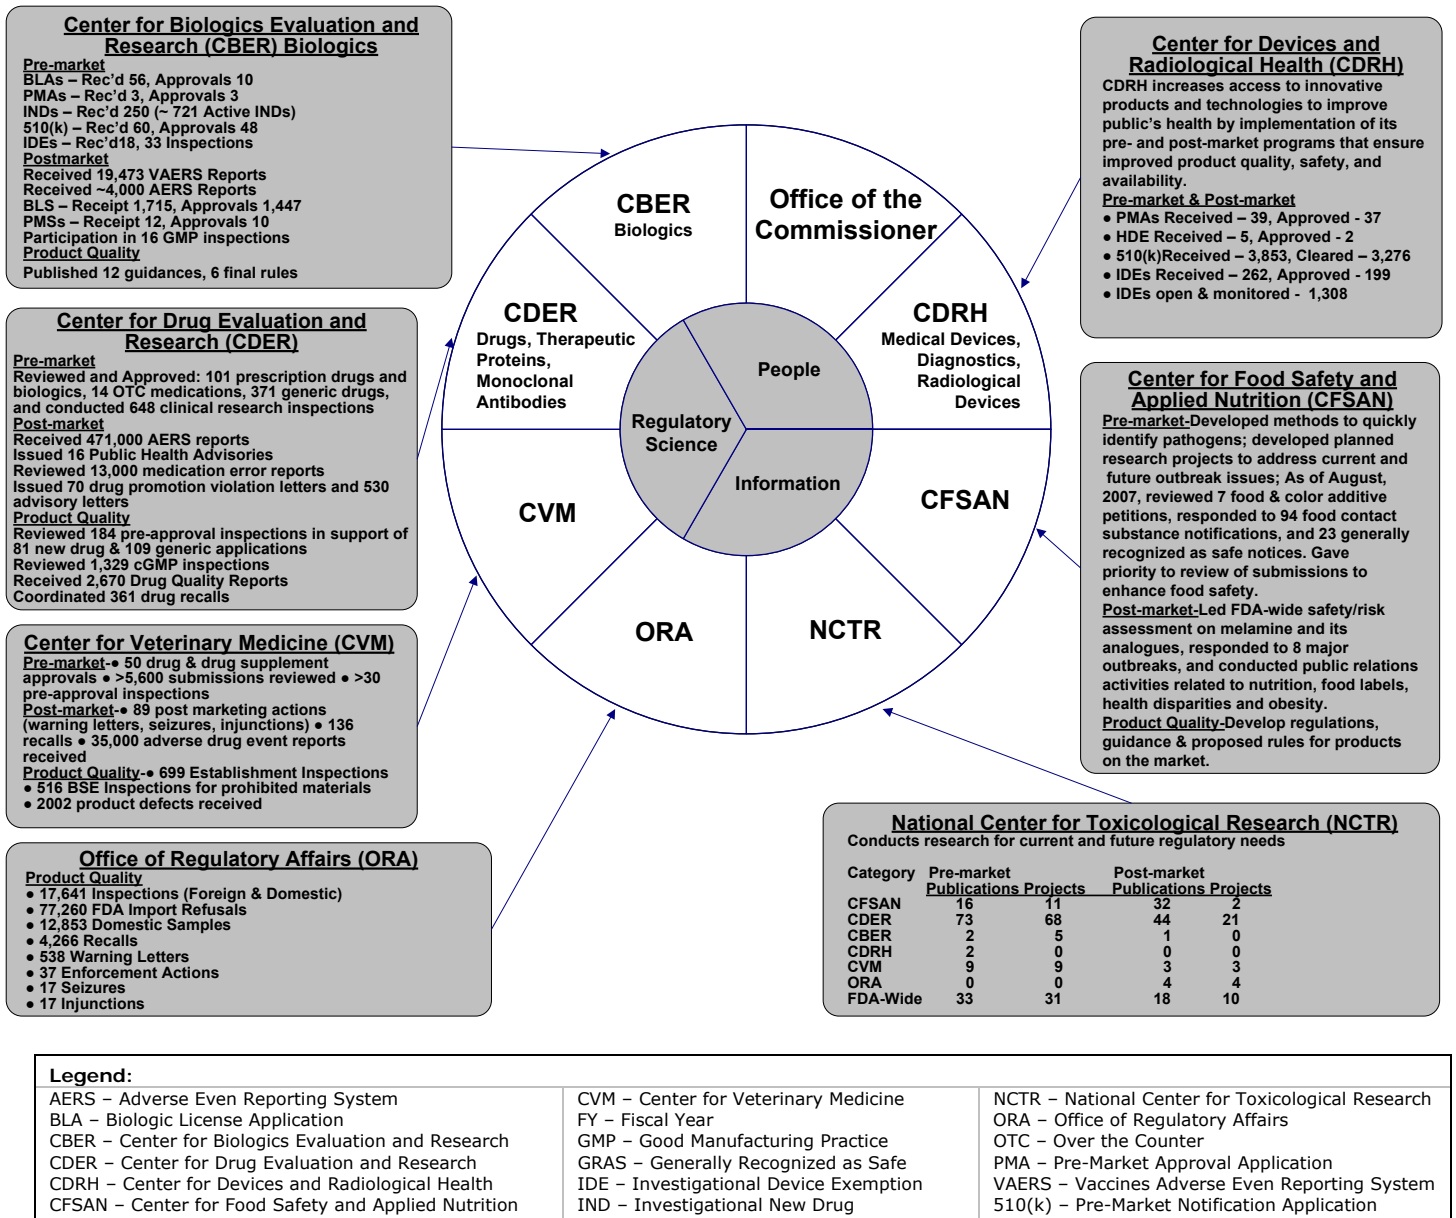 Center for Biologics Evaluation and
Research (CBER) Biologics
Pre-market
BLAs – Rec’d 56, Approvals 10
PMAs – Rec’d 3, Approvals 3
INDs – Rec’d 250 (~ 721 Active INDs)
510(k) – Rec’d 60, Approvals 48
IDEs – Rec’d18, 33 Inspections
Postmarket
Received 19,473 VAERS Reports
Received ~4,000 AERS Reports
BLS – Receipt 1,715, Approvals 1,447
PMSs – Receipt 12, Approvals 10
Participation in 16 GMP inspections
Product Quality
Published 12 guidances, 6 final rules
Center for Drug Evaluation and
Research (CDER)
Pre-market
Reviewed and Approved: 101 prescription drugs and
biologics, 14 OTC medications, 371 generic drugs,
and conducted 648 clinical research inspections
Post-market
Received 471,000 AERS reports
Issued 16 Public Health Advisories
Reviewed 13,000 medication error reports
Issued 70 drug promotion violation letters and 530
advisory letters
Product Quality
Reviewed 184 pre-approval inspections in support of
81 new drug & 109 generic applications
Reviewed 1,329 cGMP inspections
Received 2,670 Drug Quality Reports
Coordinated 361 drug recalls
Center for Veterinary Medicine (CVM)
Pre-market-● 50 drug & drug supplement
approvals ● >5,600 submissions reviewed ● >30
pre-approval inspections
Post-market-● 89 post marketing actions
(warning letters, seizures, injunctions) ● 136
recalls ● 35,000 adverse drug event reports
received
Product Quality-● 699 Establishment Inspections
● 516 BSE Inspections for prohibited materials
● 2002 product defects received
Office of Regulatory Affairs (ORA)
Product Quality
● 17,641 Inspections (Foreign & Domestic)
● 77,260 FDA Import Refusals
● 12,853 Domestic Samples
● 4,266 Recalls
● 538 Warning Letters
● 37 Enforcement Actions
● 17 Seizures
● 17 Injunctions
CBER
Biologics
Office of the
Commissioner
CDER
Drugs, Therapeutic
Proteins,
Monoclonal
Antibodies
CDRH
Medical Devices,
Diagnostics,
Radiological
Devices
People
Regulatory
Science
Information
CVM
CFSAN
ORA
NCTR
Center for Devices and
Radiological Health (CDRH)
CDRH increases access to innovative
products and technologies to improve
public’s health by implementation of its
pre- and post-market programs that ensure
improved product quality, safety, and
availability.
Pre-market & Post-market
● PMAs Received – 39, Approved - 37
● HDE Received – 5, Approved - 2
● 510(k)Received – 3,853, Cleared – 3,276
● IDEs Received – 262, Approved - 199
● IDEs open & monitored - 1,308
Center for Food Safety and
Applied Nutrition (CFSAN)
Pre-market-Developed methods to quickly
identify pathogens; developed planned
research projects to address current and
future outbreak issues; As of August,
2007, reviewed 7 food & color additive
petitions, responded to 94 food contact
substance notifications, and 23 generally
recognized as safe notices. Gave
priority to review of submissions to
enhance food safety.
Post-market-Led FDA-wide safety/risk
assessment on melamine and its
analogues, responded to 8 major
outbreaks, and conducted public relations
activities related to nutrition, food labels,
health disparities and obesity.
Product Quality-Develop regulations,
guidance & proposed rules for products
on the market.
National Center for Toxicological Research (NCTR)
Conducts research for current and future regulatory needs
Category Pre-market Post-market
Publications Projects Publications Projects
CFSAN 16 11 32 2
CDER 73 68 44 21
CBER 2 5 1 0
CDRH 2 0 0 0
CVM 9 9 3 3
ORA 0 0 4 4
FDA-Wide 33 31 18 10
Legend:
AERS – Adverse Even Reporting System
BLA – Biologic License Application
CBER – Center for Biologics Evaluation and Research
CDER – Center for Drug Evaluation and Research
CDRH – Center for Devices and Radiological Health
CFSAN – Center for Food Safety and Applied Nutrition
CVM – Center for Veterinary Medicine
FY – Fiscal Year
GMP – Good Manufacturing Practice
GRAS – Generally Recognized as Safe
IDE – Investigational Device Exemption
IND – Investigational New Drug
NCTR – National Center for Toxicological Research
ORA – Office of Regulatory Affairs
OTC – Over the Counter
PMA – Pre-Market Approval Application
VAERS – Vaccines Adverse Even Reporting System
510(k) – Pre-Market Notification Application